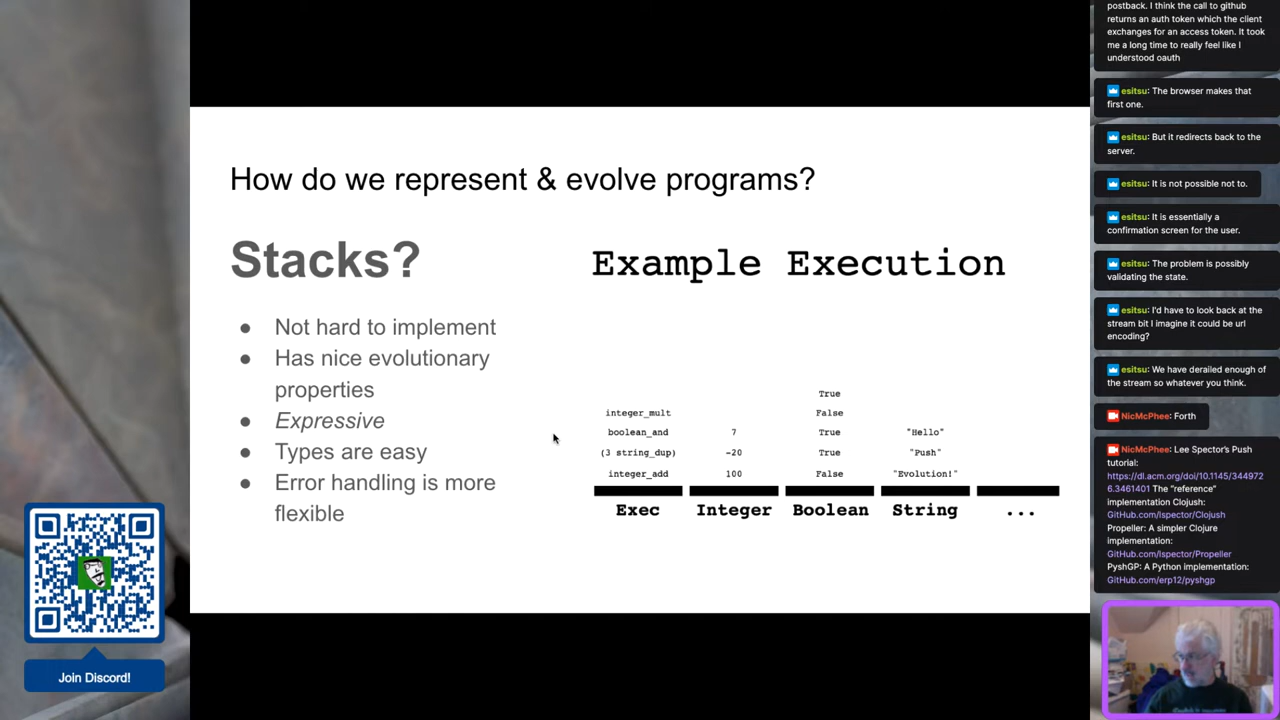 How do we represent & evolve programs?
Stacks?
● Not hard to implement
● Has nice evolutionary
properties
● Expressive
● Types are easy
● Error handling is more
flexible
Example Execution
True
integer_mult False
boolean_and 7 True "Hello"
(3 string_dup) -20 True "Push"
integer_add 100 False "Evolution!"
Exec Integer Boolean String ...
Join Discord!
postback. I think the call to github
returns an auth token which the client
exchanges for an access token. It took
me a long time to really feel like I
understood oauth
esitsu: The browser makes that
first one.
esitsu: But it redirects back to the
server.
esitsu: It is not possible not to.
esitsu: It is essentially a
confirmation screen for the user.
esitsu: The problem is possibly
validating the state.
esitsu: I'd have to look back at the
stream bit I imagine it could be url
encoding?
esitsu: We have derailed enough of
the stream so whatever you think.
NicMcPhee: Forth
NicMcPhee: Lee Spector's Push
tutorial:
https://dl.acm.org/doi/10.1145/344972
6.3461401 The "reference"
implementation Clojush:
GitHub.com/lspector/Clojush
Propeller: A simpler Clojure
implementation:
GitHub.com/lspector/Propeller
PyshGP: A Python implementation:
GitHub.com/erp12/pyshgp